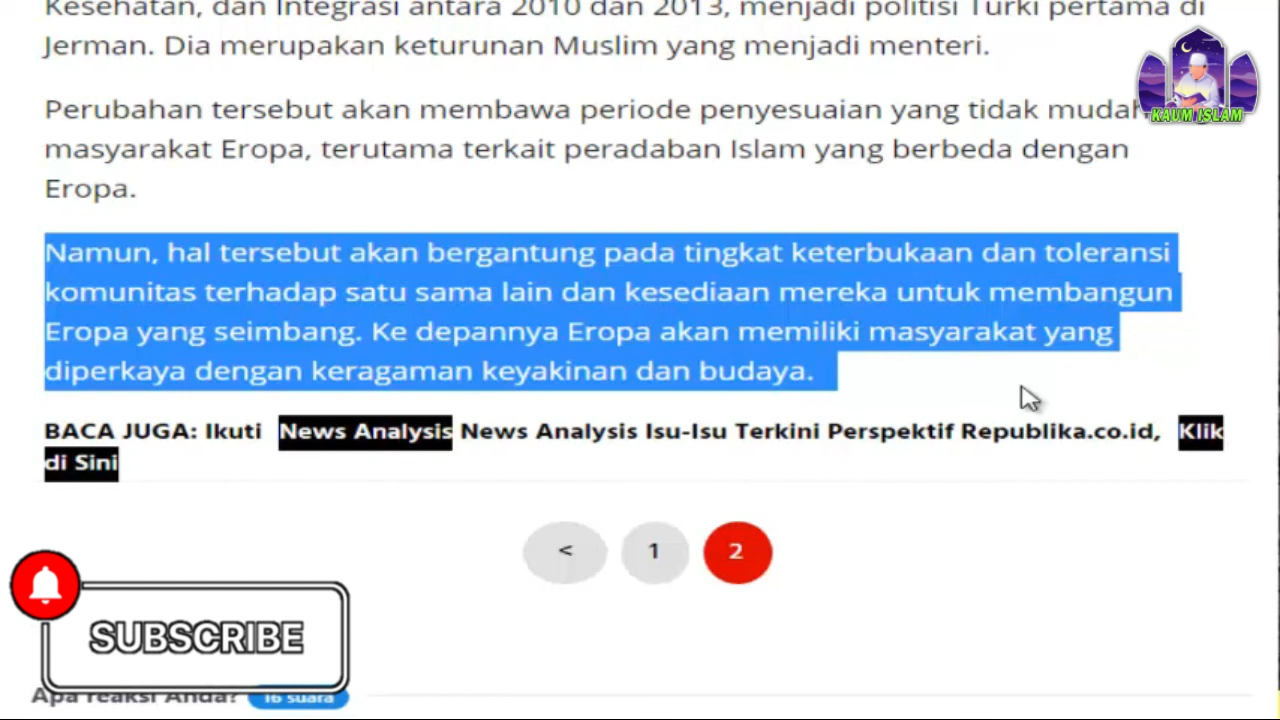 Kesehatan, dan Integrasi antara 2010 dan 2013, menjadi politisi Turki pertama di
Jerman. Dia merupakan keturunan Muslim yang menjadi menteri.
KAUM ISLAM
Perubahan tersebut akan membawa periode penyesuaian yang tidak mudah
masyarakat Eropa, terutama terkait peradaban Islam yang berbeda dengan
Eropa.
Namun, hal tersebut akan bergantung pada tingkat keterbukaan dan toleransi
komunitas terhadap satu sama lain dan kesediaan mereka untuk membangun
Eropa yang seimbang. Ke depannya Eropa akan memiliki masyarakat yang
diperkaya dengan keragaman keyakinan dan budaya.
BACA JUGA: Ikuti News Analysis News Analysis Isu-Isu Terkini Perspektif Republika.co.id, Klik
di Sini
< 1 2
SUBSCRIBE
Apa reaksi Anda? 16 suara